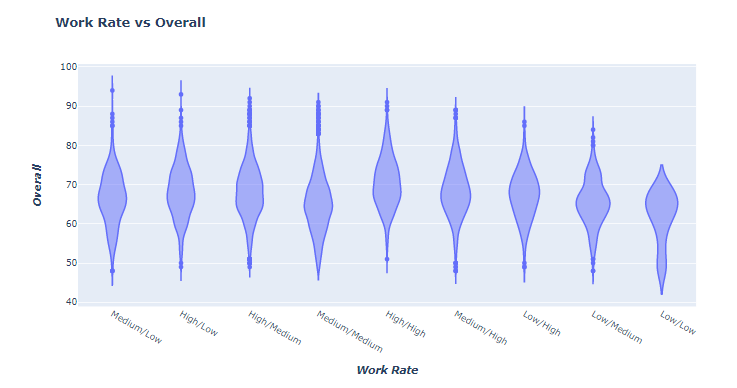 Work Rate vs Overall
100
90
80
70
60
50
40
Overall
Medium/Low
High/Low
High/Medium
Medium/Medium
High/High
Medium/High
Low/High
Low/Medium
Low/Low
Work Rate